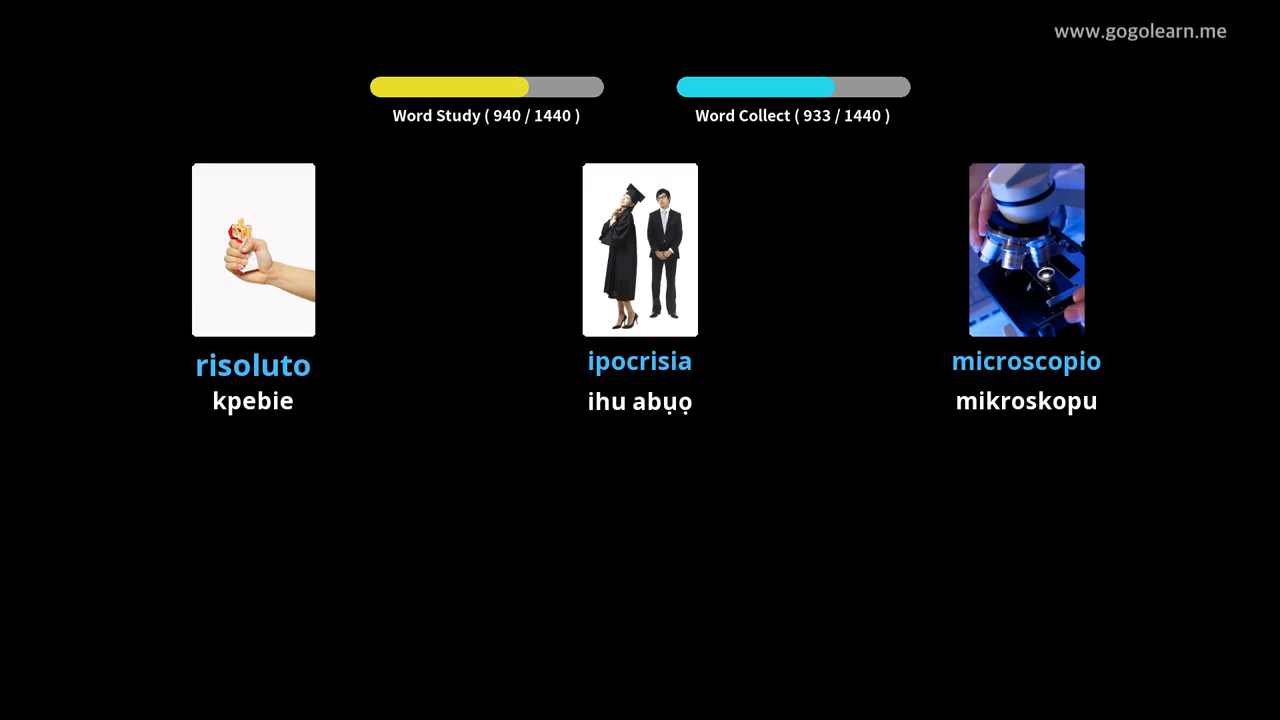 www.gogolearn.me
Word Study ( 940 / 1440 )
Word Collect ( 933 / 1440 )
risoluto
kpebie
ipocrisia
ihu abụọ
microscopio
mikroskopu